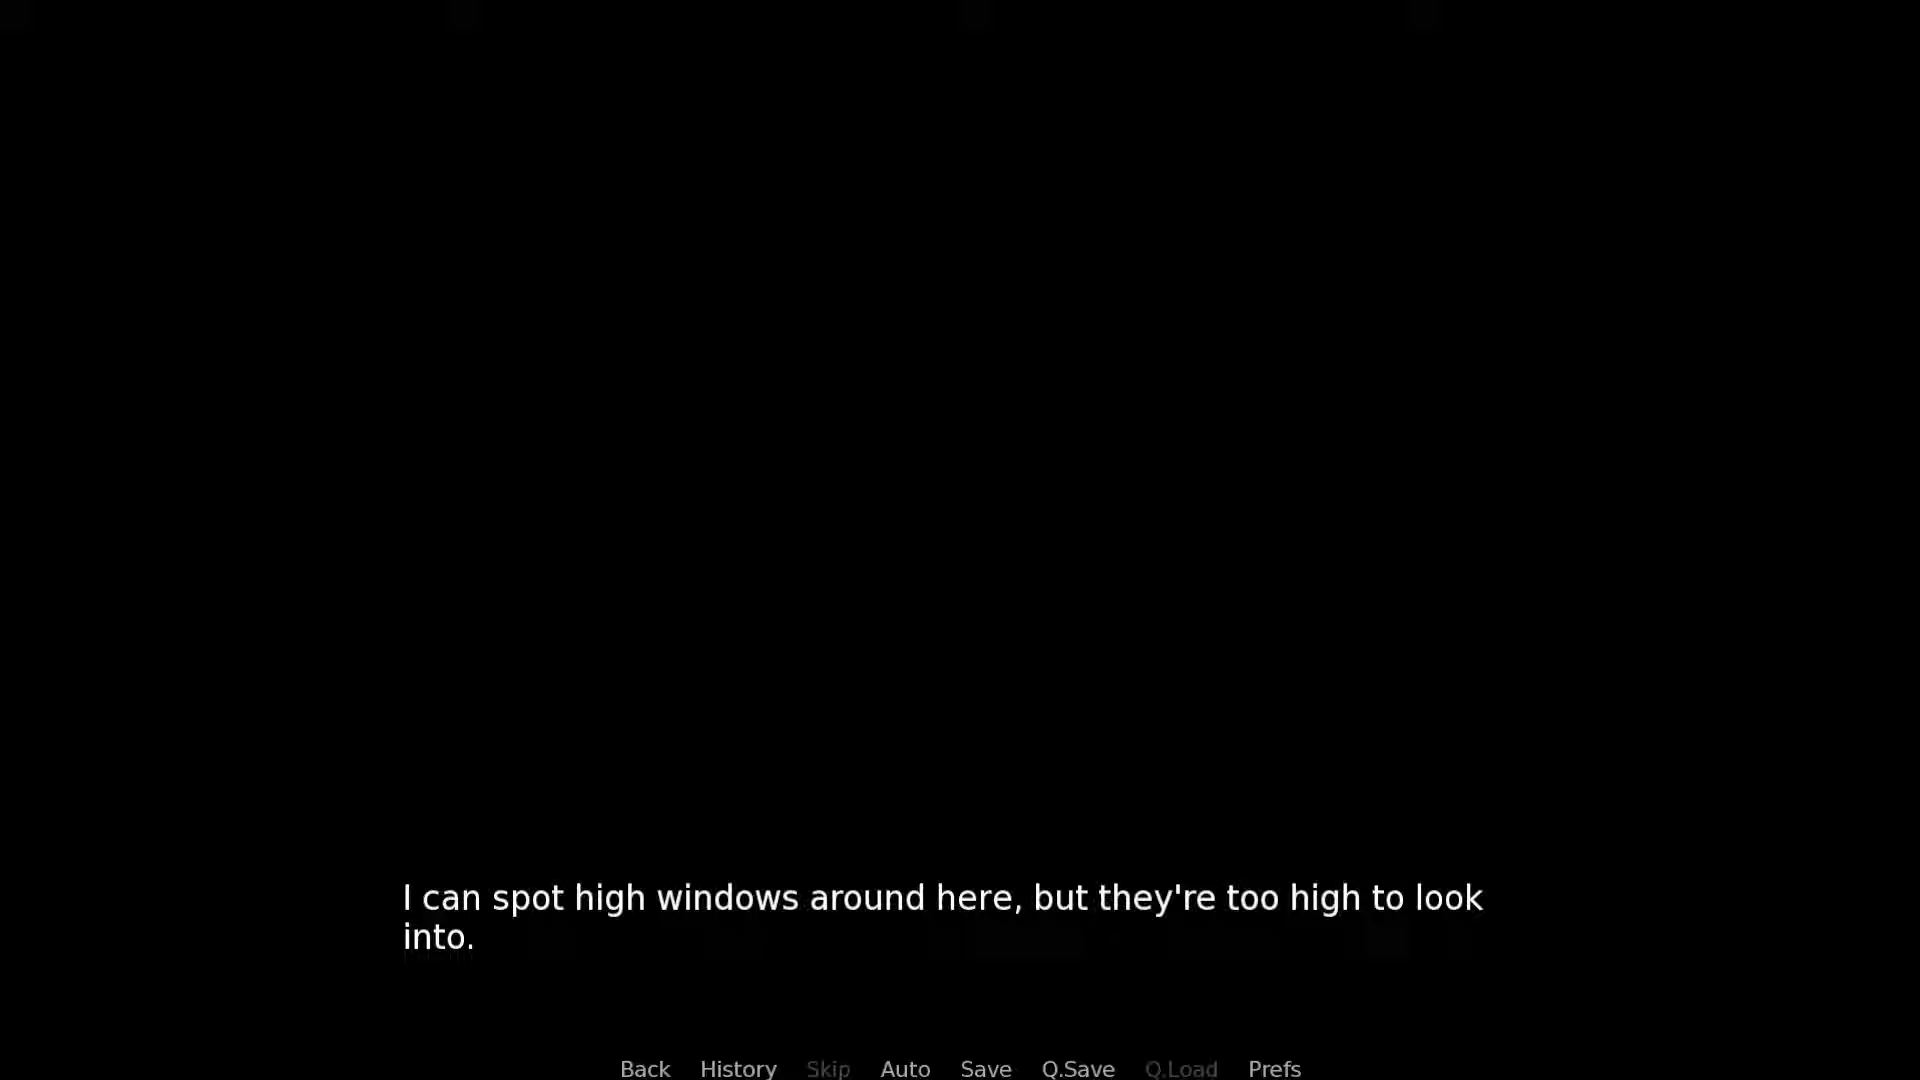 I can spot high windows around here, but they're too high to look
into.
Back History Skip Auto Save Q.Save Q.Load Prefs